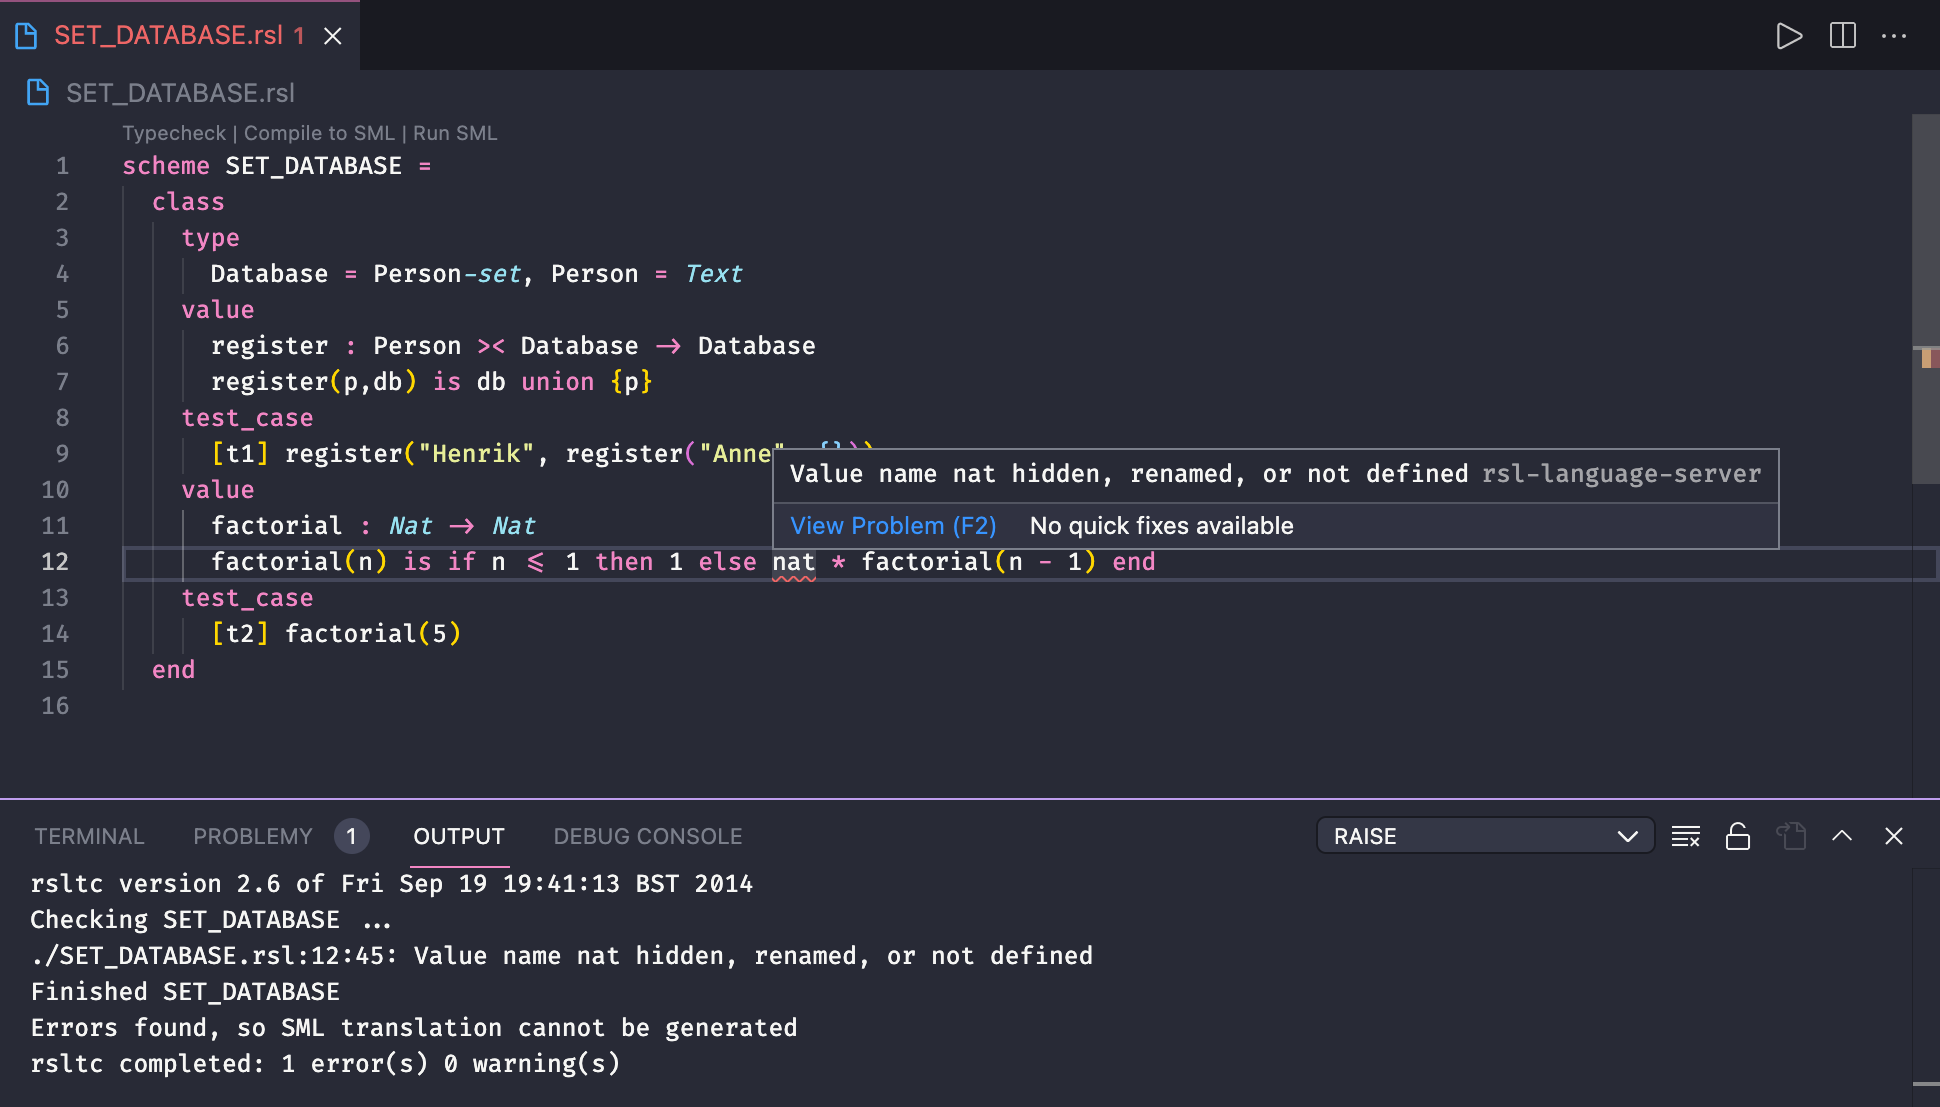 SET_DATABASE.rsl 1
SET_DATABASE.rsl
Typecheck | Compile to SML | Run SML
1 scheme SET_DATABASE =
2 class
3 type
4 Database = Person-set, Person = Text
5 value
6 register : Person >< Database -> Database
7 register(p,db) is db union {p}
8 test_case
9 [t1] register("Henrik", register("Anne", {}))
Value name nat hidden, renamed, or not defined rsl-language-server
View Problem (F2) No quick fixes available
10 value
11 factorial : Nat -> Nat
12 factorial(n) is if n <= 1 then 1 else nat * factorial(n - 1) end
13 test_case
14 [t2] factorial(5)
15 end
16
TERMINAL PROBLEMY 1 OUTPUT DEBUG CONSOLE RAISE
rsltc version 2.6 of Fri Sep 19 19:41:13 BST 2014
Checking SET_DATABASE ...
./SET_DATABASE.rsl:12:45: Value name nat hidden, renamed, or not defined
Finished SET_DATABASE
Errors found, so SML translation cannot be generated
rsltc completed: 1 error(s) 0 warning(s)